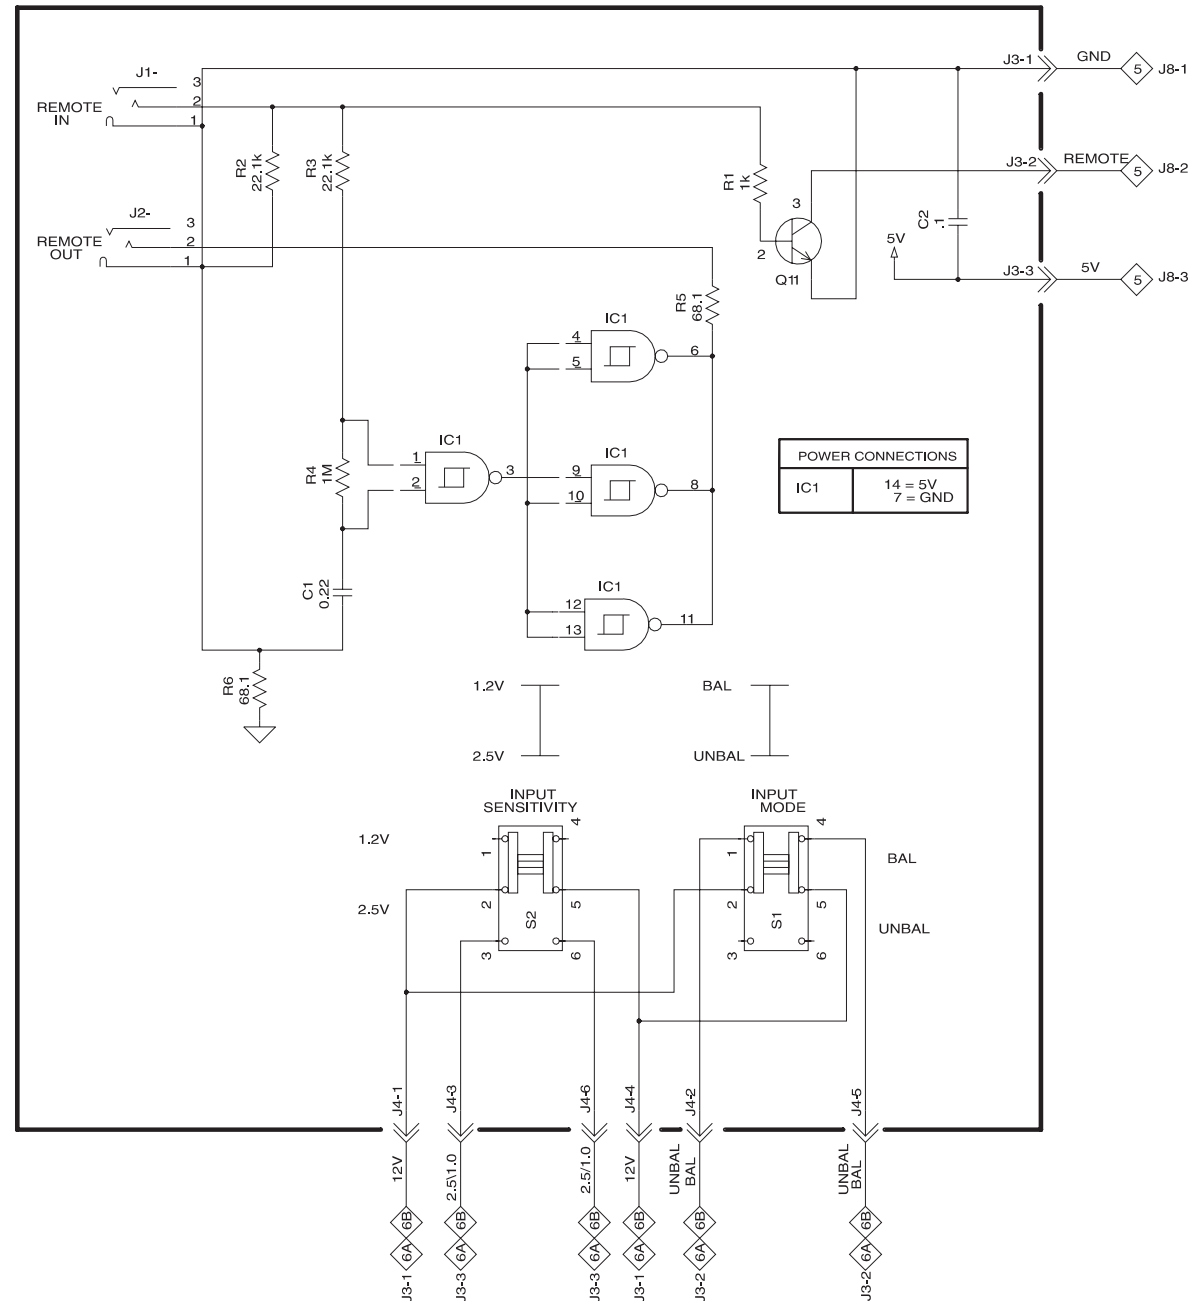 J3-1
GND
5
J8-1
J1-
3
2
1
REMOTE
IN
R2
22.1k
R3
22.1k
R1
1k
J3-2
REMOTE
5
J8-2
J2-
3
2
1
REMOTE
OUT
3
2
Q11
C2
.1
5V
J3-3
5V
5
J8-3
R5
68.1
IC1
4
5
6
IC1
1
2
3
R4
1M
IC1
9
10
8
POWER CONNECTIONS
IC1
14 = 5V
7 = GND
C1
0.22
IC1
12
13
11
R6
68.1
1.2V
2.5V
BAL
UNBAL
INPUT
SENSITIVITY
INPUT
MODE
1.2V
2.5V
1
2
3
4
5
6
S2
1
2
3
4
5
6
S1
BAL
UNBAL
J4-1
J4-3
J4-6
J4-4
J4-2
J4-5
12V
2.5\1.0
2.5/1.0
12V
UNBAL
BAL
UNBAL
BAL
6B
6B
6B
6B
6B
6B
6A
6A
6A
6A
6A
6A
J3-1
J3-3
J3-3
J3-1
J3-2
J3-2